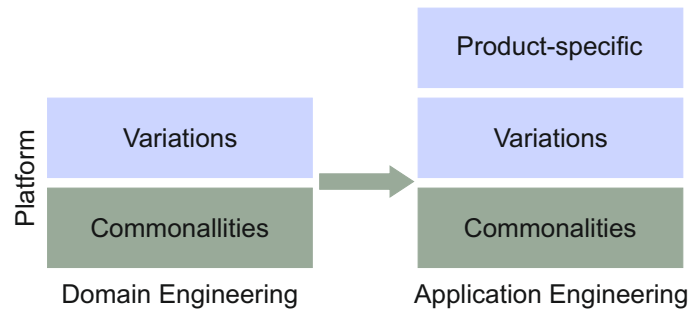 Product-specific
Platform
Variations
Variations
Commonallities
Commonalities
Domain Engineering
Application Engineering